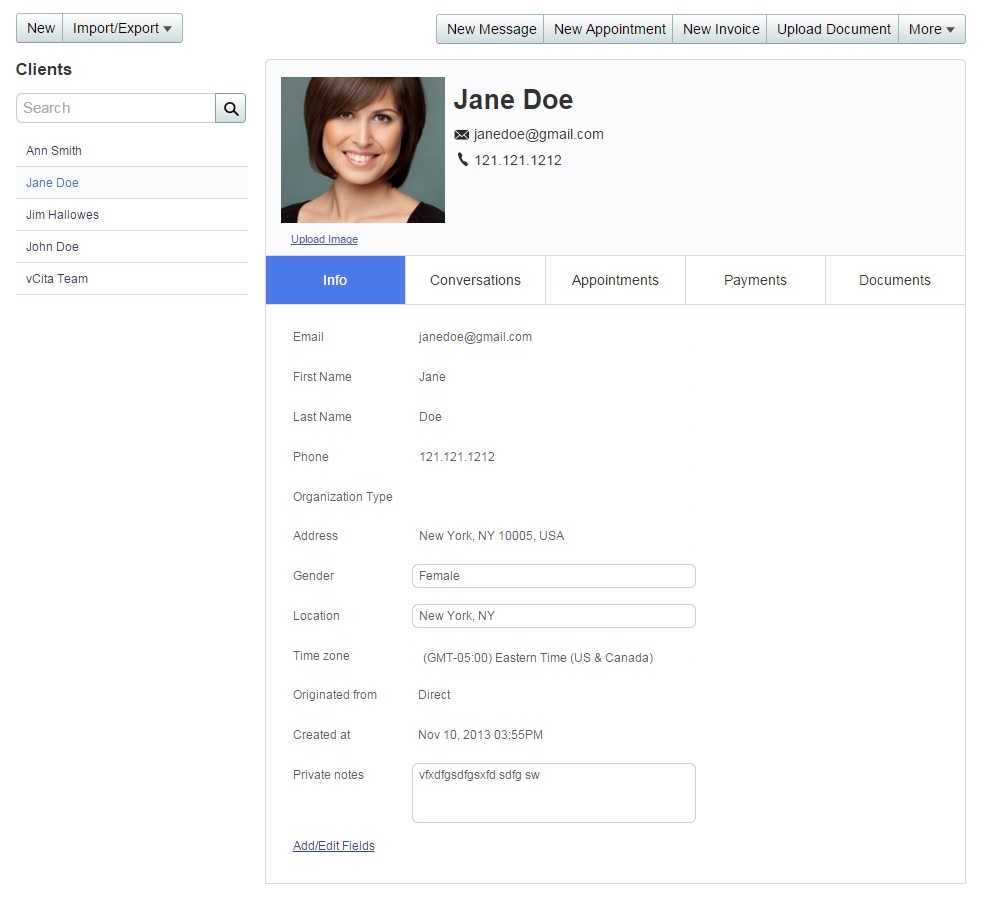 New Import/Export
New Message New Appointment New Invoice Upload Document More
Clients
Search
Ann Smith
Jane Doe
Jim Hallowes
John Doe
vCita Team
Jane Doe
janedoe@gmail.com
121.121.1212
Upload Image
Info Conversations Appointments Payments Documents
Email janedoe@gmail.com
First Name Jane
Last Name Doe
Phone 121.121.1212
Organization Type
Address New York, NY 10005, USA
Gender Female
Location New York, NY
Time zone (GMT-05:00) Eastern Time (US & Canada)
Originated from Direct
Created at Nov 10, 2013 03:55PM
Private notes vfxdfgsdfgsxfd sdfg sw
Add/Edit Fields